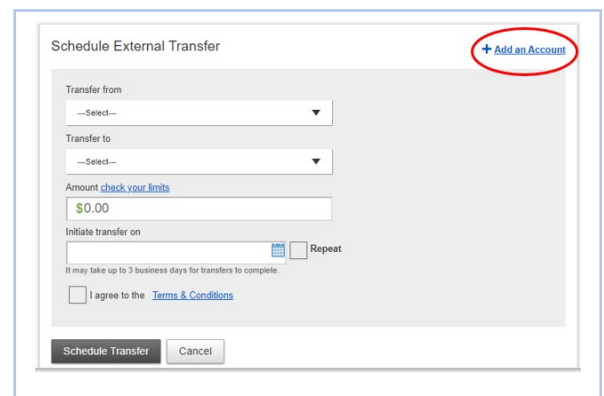 Schedule External Transfer
+ Add an Account
Transfer from
---Select---
Transfer to
---Select---
Amount check your limits
$0.00
Initiate transfer on
Repeat
It may take up to 3 business days for transfers to complete.
I agree to the Terms & Conditions
Schedule Transfer
Cancel